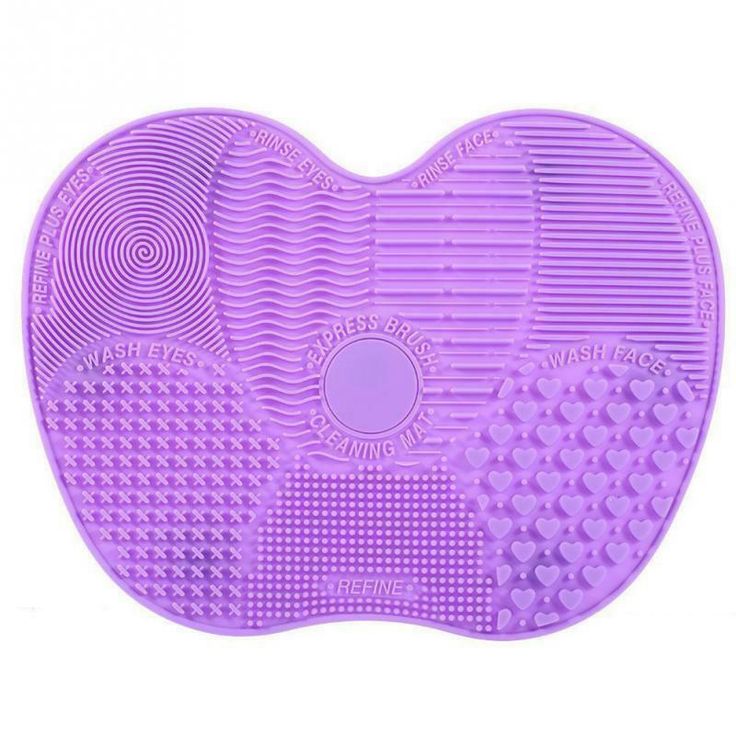 • RINSE EYES •
• RINSE FACE •
• REFINE PLUS EYES •
• REFINE PLUS FACE •
EXPRESS BRUSH
• CLEANING MAT •
• WASH EYES •
• WASH FACE •
• REFINE •